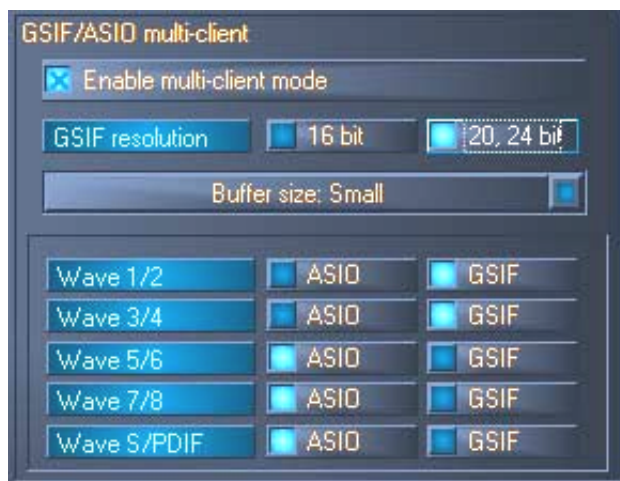 GSIF/ASIO multi-client
Enable multi-client mode
GSIF resolution 16 bit 20, 24 bit
Buffer size: Small
Wave 1/2 ASIO GSIF
Wave 3/4 ASIO GSIF
Wave 5/6 ASIO GSIF
Wave 7/8 ASIO GSIF
Wave S/PDIF ASIO GSIF